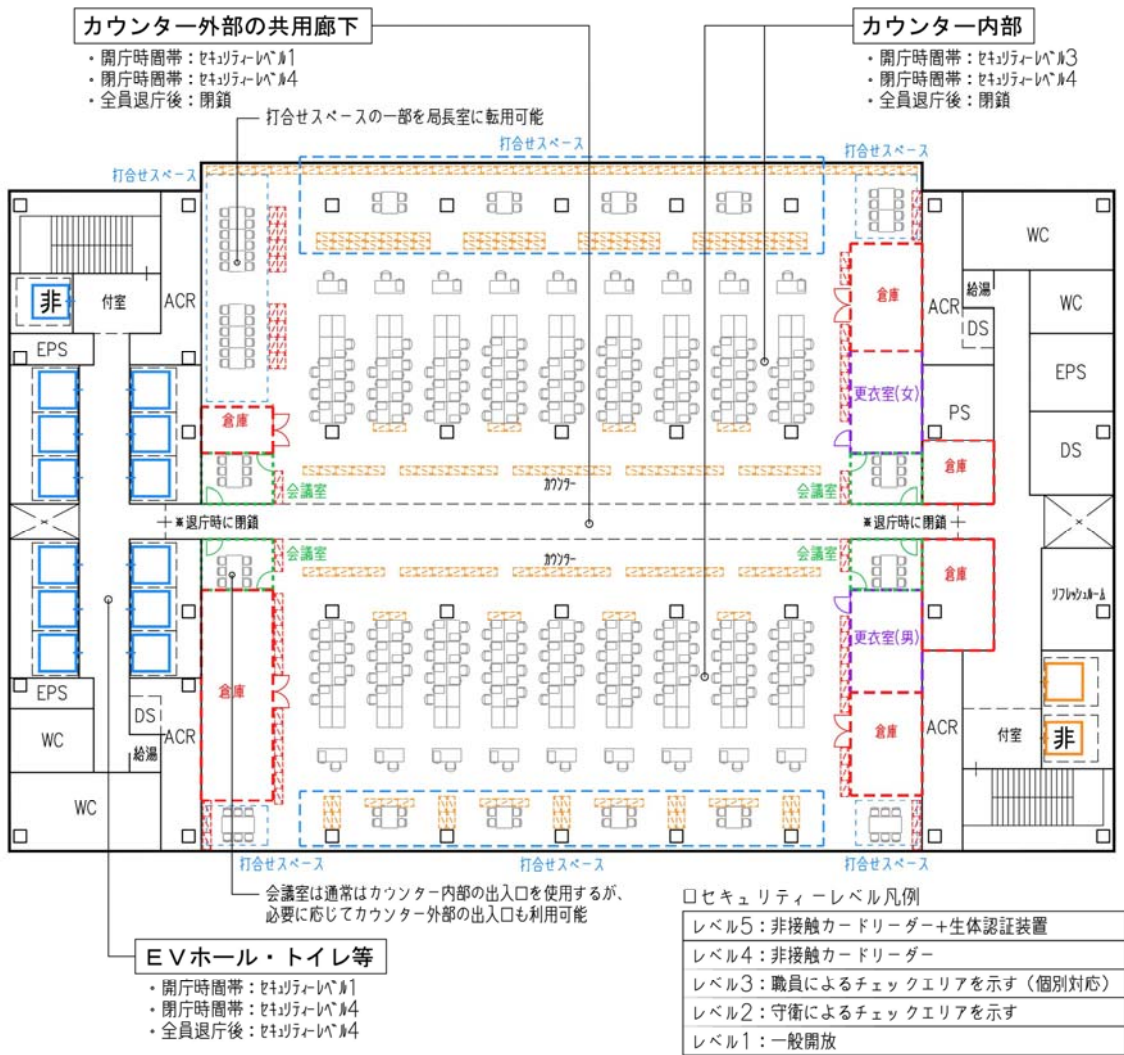 カウンター外部の共用廊下
・開庁時間帯：ｾｷｭﾘﾃｨｰﾚﾍﾞﾙ1
・閉庁時間帯：ｾｷｭﾘﾃｨｰﾚﾍﾞﾙ4
・全員退庁後：閉鎖
カウンター内部
・開庁時間帯：ｾｷｭﾘﾃｨｰﾚﾍﾞﾙ3
・閉庁時間帯：ｾｷｭﾘﾃｨｰﾚﾍﾞﾙ4
・全員退庁後：閉鎖
打合せスペースの一部を局長室に転用可能
打合せスペース
打合せスペース
打合せスペース
WC
非
付室
ACR
倉庫
ACR
給湯
WC
DS
EPS
EPS
更衣室(女)
PS
倉庫
DS
倉庫
会議室
ｶｳﾝﾀｰ
会議室
※退庁時に閉鎖
※退庁時に閉鎖
会議室
ｶｳﾝﾀｰ
会議室
倉庫
ﾘﾌﾚｯｼｭﾙｰﾑ
更衣室(男)
EPS
倉庫
DS
WC
ACR
給湯
倉庫
ACR
付室
非
WC
打合せスペース
打合せスペース
打合せスペース
会議室は通常はカウンター内部の出入口を使用するが、
必要に応じてカウンター外部の出入口も利用可能
EVホール・トイレ等
・開庁時間帯：ｾｷｭﾘﾃｨｰﾚﾍﾞﾙ1
・閉庁時間帯：ｾｷｭﾘﾃｨｰﾚﾍﾞﾙ4
・全員退庁後：ｾｷｭﾘﾃｨｰﾚﾍﾞﾙ4
□セキュリティーレベル凡例
レベル5：非接触カードリーダー+生体認証装置
レベル4：非接触カードリーダー
レベル3：職員によるチェックエリアを示す（個別対応）
レベル2：守衛によるチェックエリアを示す
レベル1：一般開放